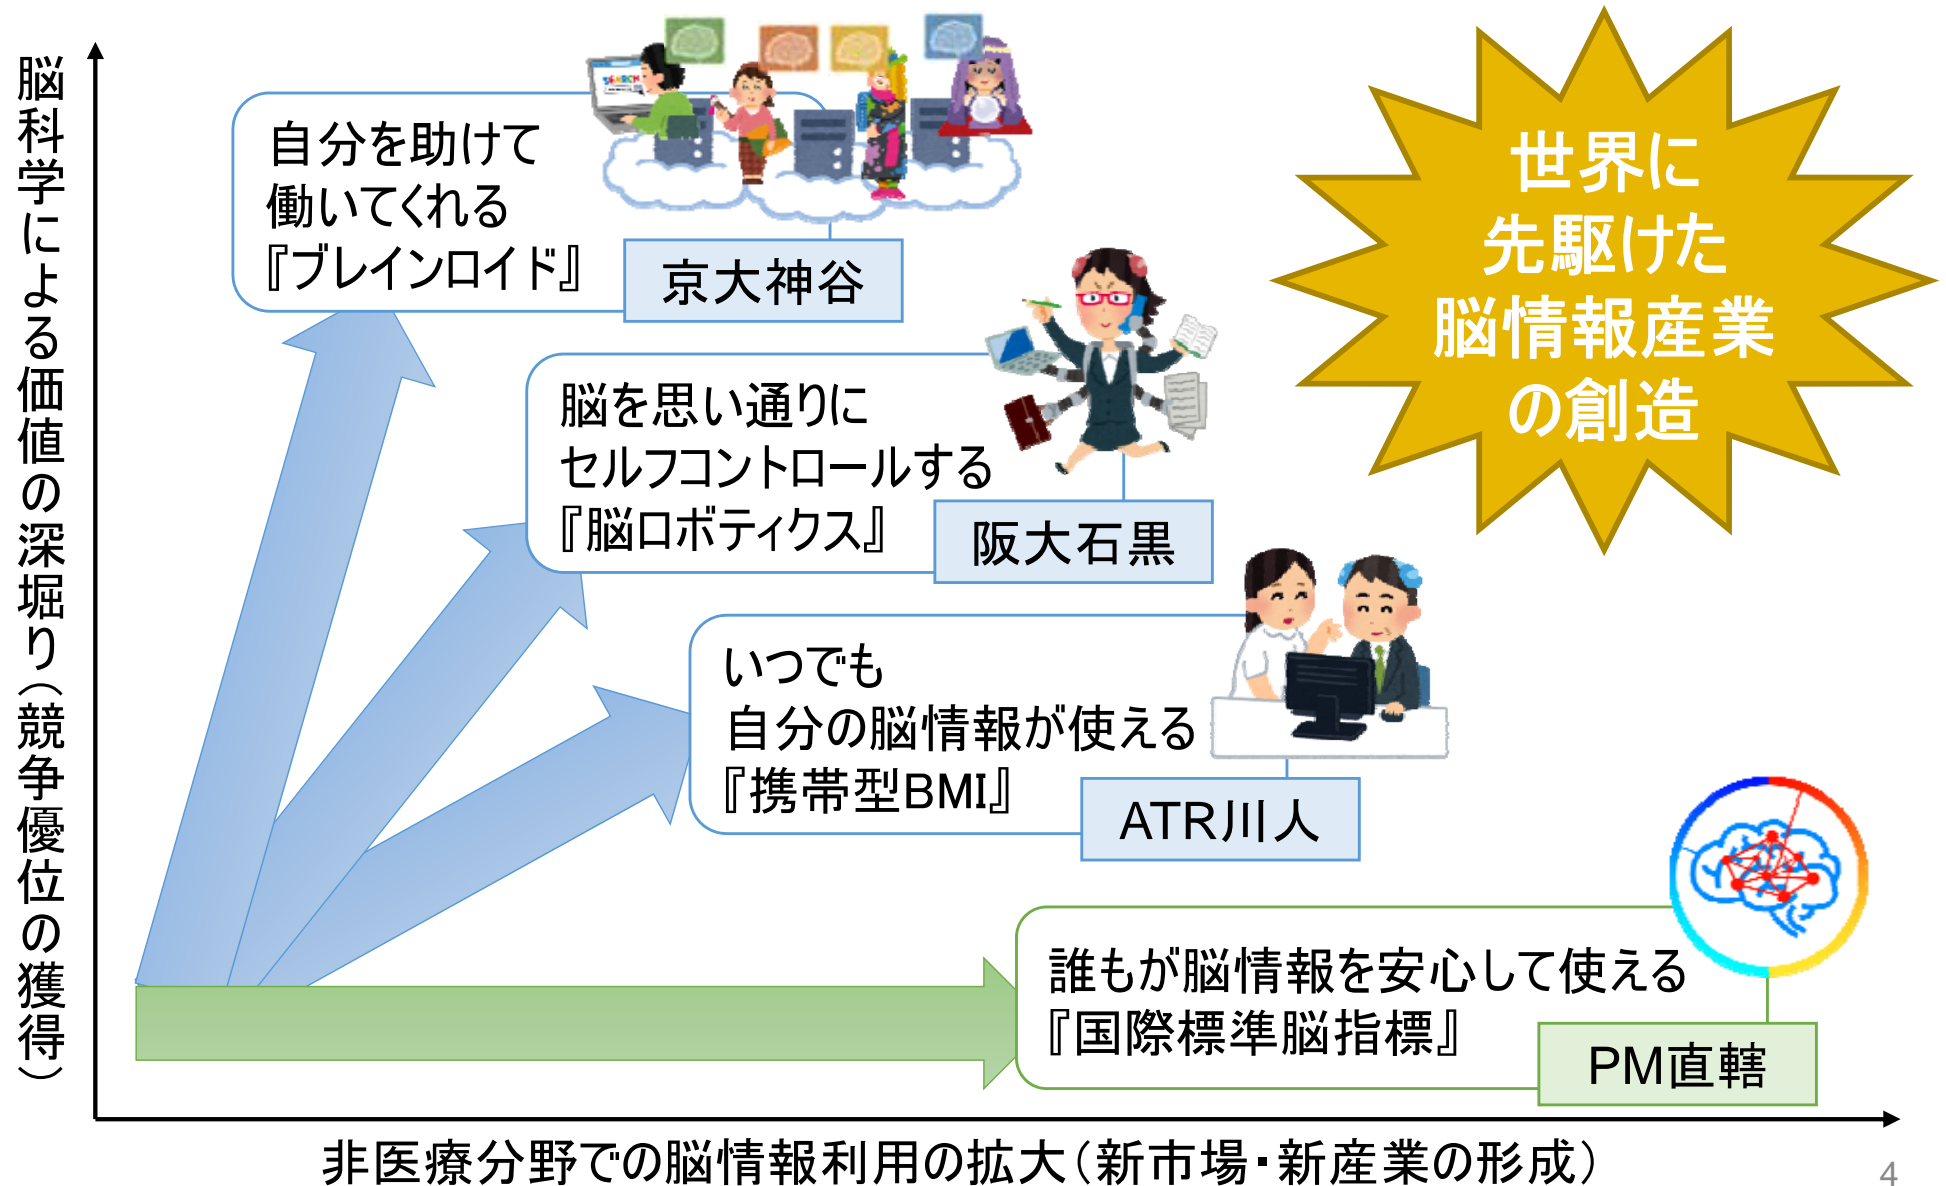 脳科学による価値の深堀り（競争優位の獲得）
自分を助けて
働いてくれる
『ブレインロイド』
京大神谷
SEARCH
世界に
先駆けた
脳情報産業
の創造
脳を思い通りに
セルフコントロールする
『脳ロボティクス』
阪大石黒
いつでも
自分の脳情報が使える
『携帯型BMI』
ATR川人
誰もが脳情報を安心して使える
『国際標準脳指標』
PM直轄
非医療分野での脳情報利用の拡大（新市場・新産業の形成）
4